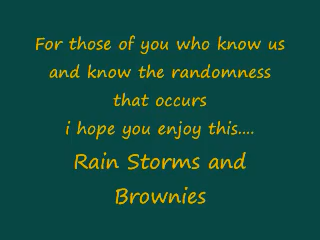 For those of you who know us
and know the randomness
that occurs
i hope you enjoy this....
Rain Storms and
Brownies